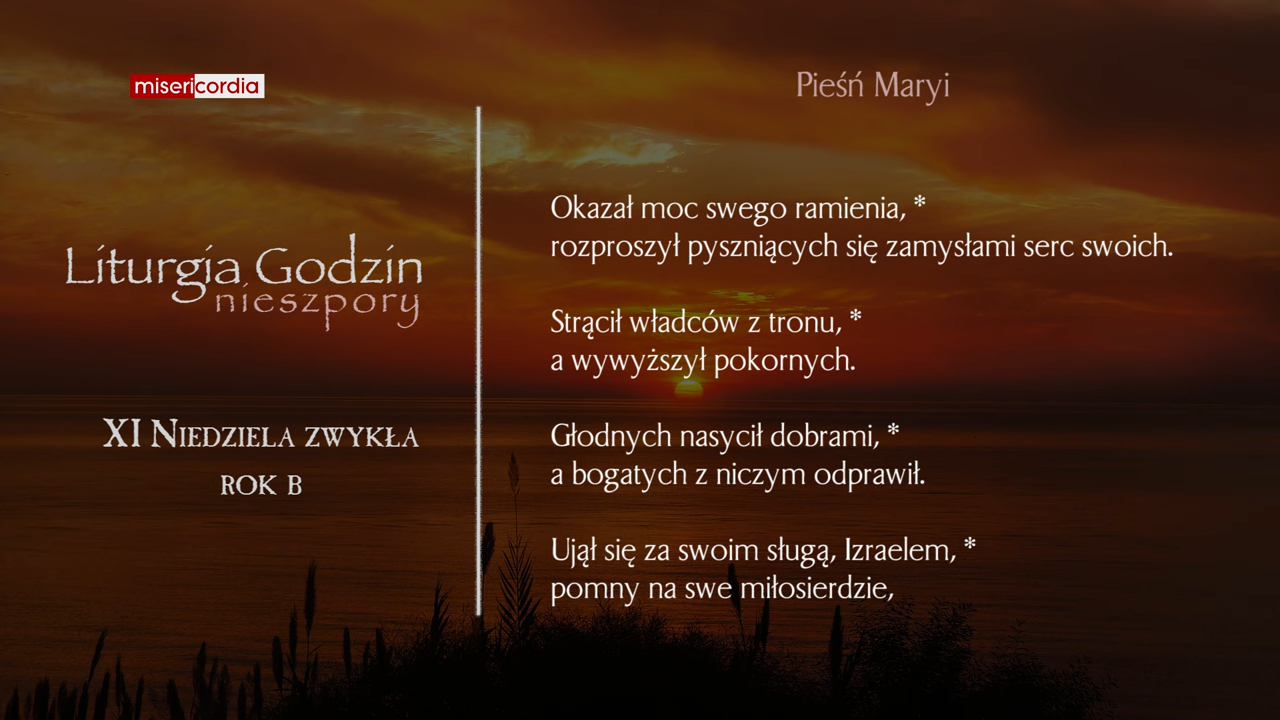 misericordia
Liturgia Godzin
nieszpory
XI Niedziela zwykła
rok B
Pieśń Maryi
Okazał moc swego ramienia, *
rozproszył pyszniących się zamysłami serc swoich.
Strącił władców z tronu, *
a wywyższył pokornych.
Głodnych nasycił dobrami, *
a bogatych z niczym odprawił.
Ujął się za swoim sługą, Izraelem, *
pomny na swe miłosierdzie,